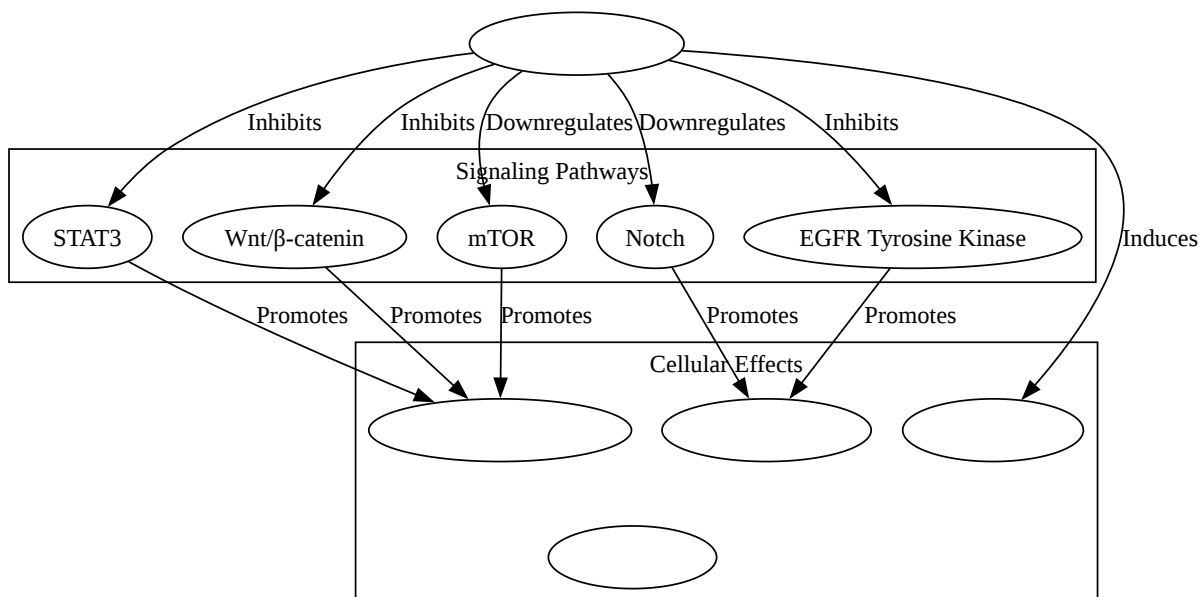 Inhibits
Inhibits
Downregulates
Downregulates
Inhibits
Signaling Pathways
STAT3
Wnt/β-catenin
mTOR
Notch
EGFR Tyrosine Kinase
Induces
Promotes
Promotes
Promotes
Promotes
Promotes
Cellular Effects